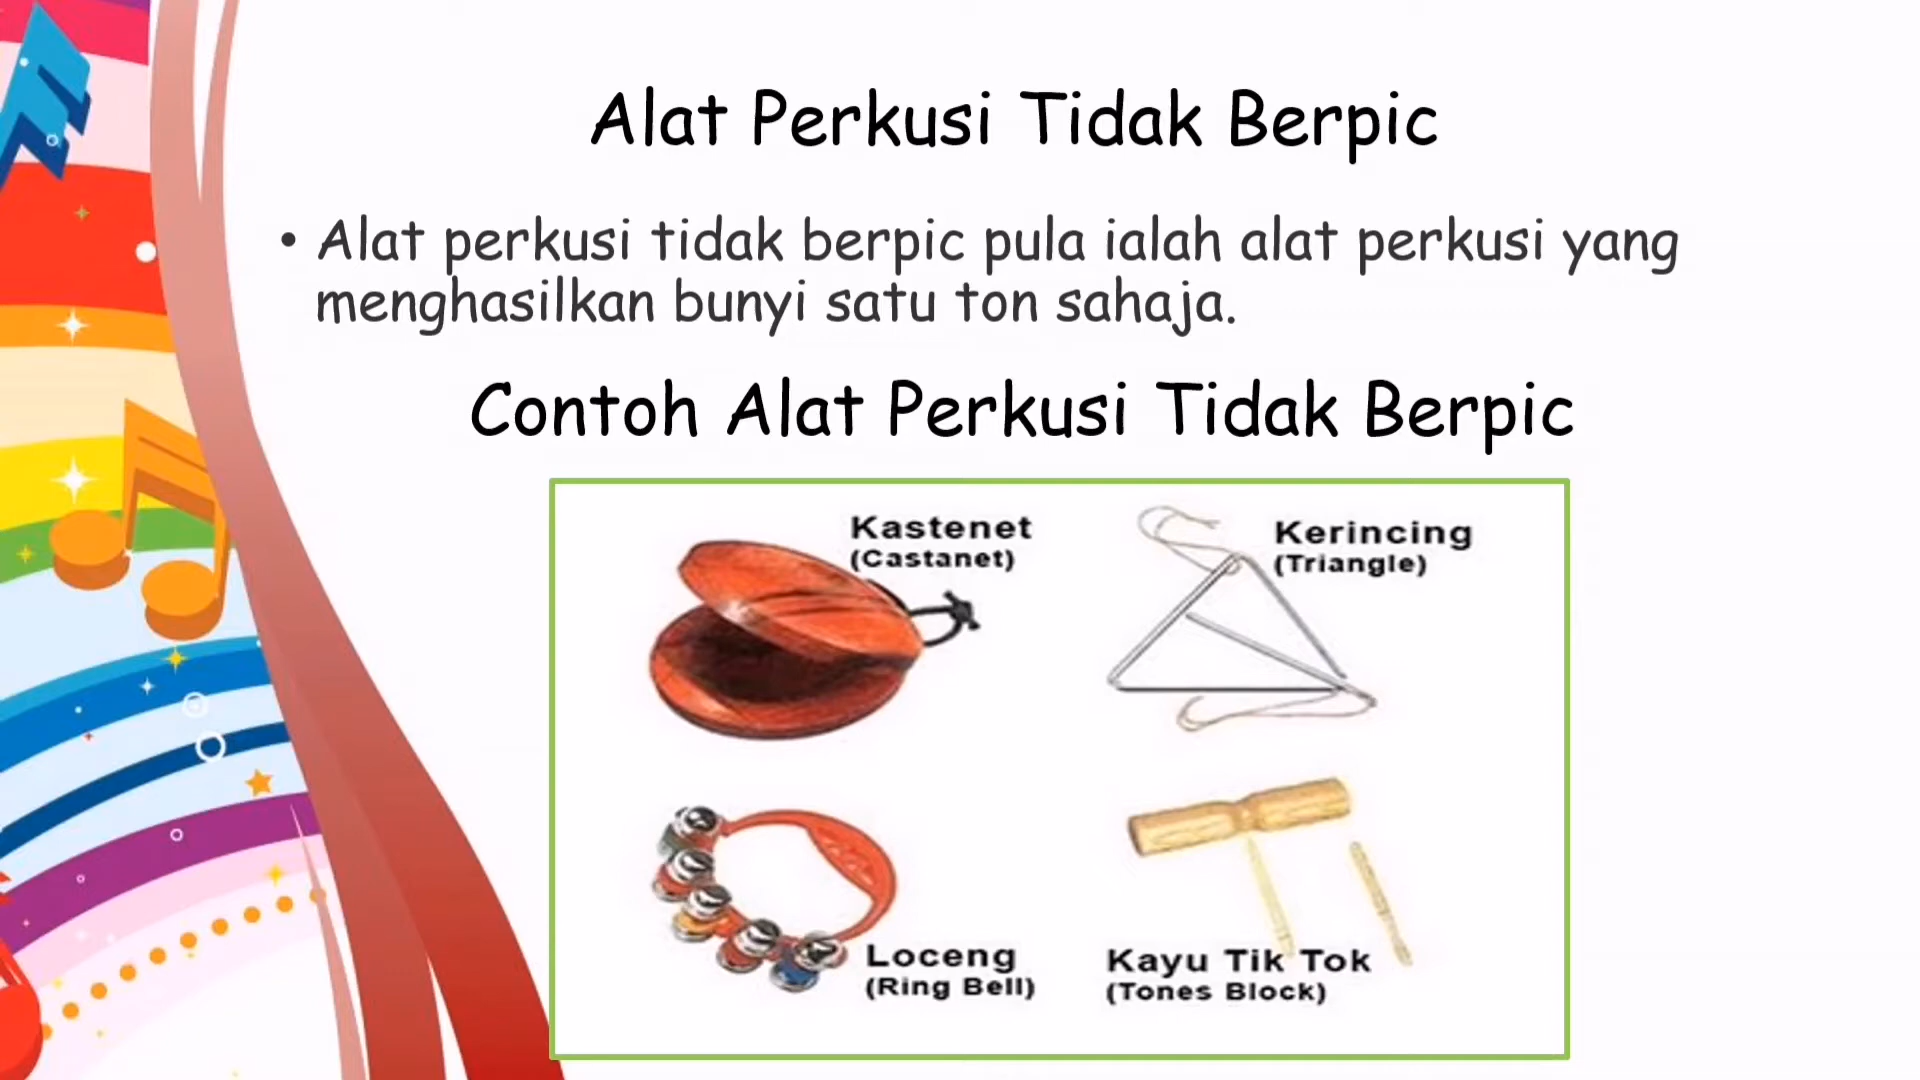 Alat Perkusi Tidak Berpic
• Alat perkusi tidak berpic pula ialah alat perkusi yang
menghasilkan bunyi satu ton sahaja.
Contoh Alat Perkusi Tidak Berpic
Kastenet
(Castanet)
Kerincing
(Triangle)
Loceng
(Ring Bell)
Kayu Tik Tok
(Tones Block)